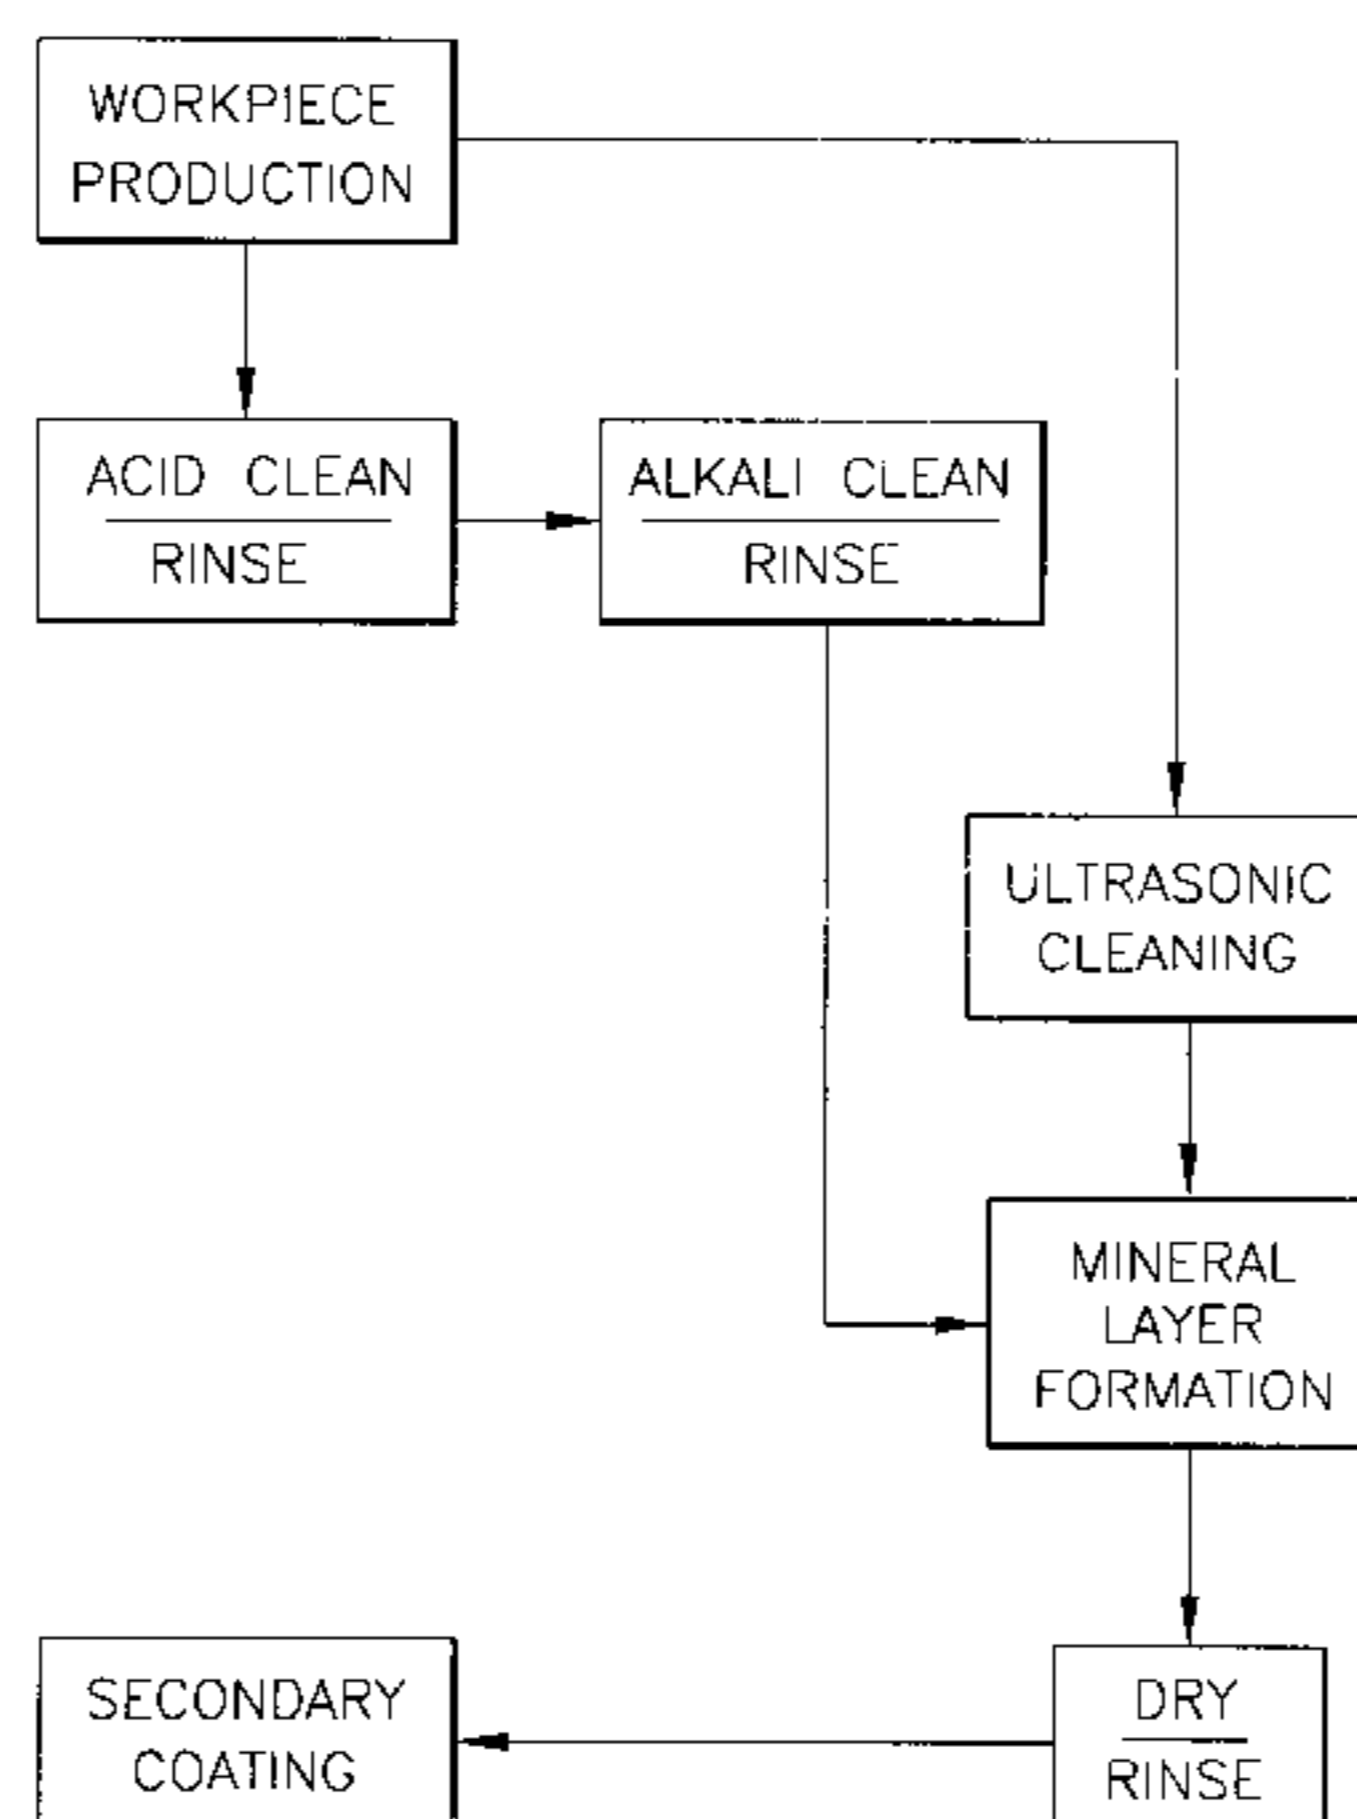 WORKPIECE
PRODUCTION
ACID CLEAN
RINSE
ALKALI CLEAN
RINSE
ULTRASONIC
CLEANING
MINERAL
LAYER
FORMATION
SECONDARY
COATING
DRY
RINSE